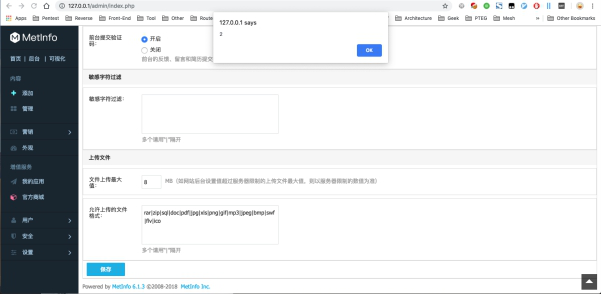 127.0.0.1/admin/index.php
Apps Pentest Reverse Front-End Tool Other Route
Architecture Geek PTEG Mesh » Other Bookmarks
127.0.0.1 says
2
OK
MetInfo
首页 | 后台 | 可视化
内容
添加
管理
营销
外观
增值服务
我的应用
官方商城
用户
安全
设置
前台提交验证
码：
开启
关闭
前台的反馈、留言和简历提交
敏感字符过滤
敏感字符过滤：
多个请用"|"隔开
上传文件
文件上传最大
值：
8 MB（如网站后台设置值超过服务器限制的上传文件最大值，则以服务器限制的数值为准）
允许上传的文件
格式：
rar|zip|sql|doc|pdf|jpg|xls|png|gif|mp3|jpeg|bmp|swf
|flv|ico
多个请用"|"隔开
保存
Powered by MetInfo 6.1.3 ©2008-2018 MetInfo Inc.